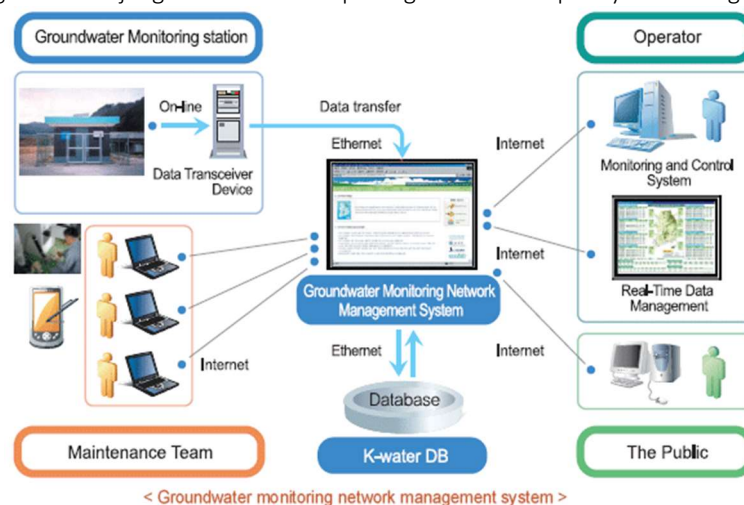 Groundwater Monitoring station
Operator
On-line
Data transfer
Ethernet
Internet
Data Transceiver
Device
Monitoring and Control
System
Internet
Real-Time Data
Management
Groundwater Monitoring Network
Management System
Internet
Ethernet
Internet
Database
Maintenance Team
K-water DB
The Public
< Groundwater monitoring network management system >